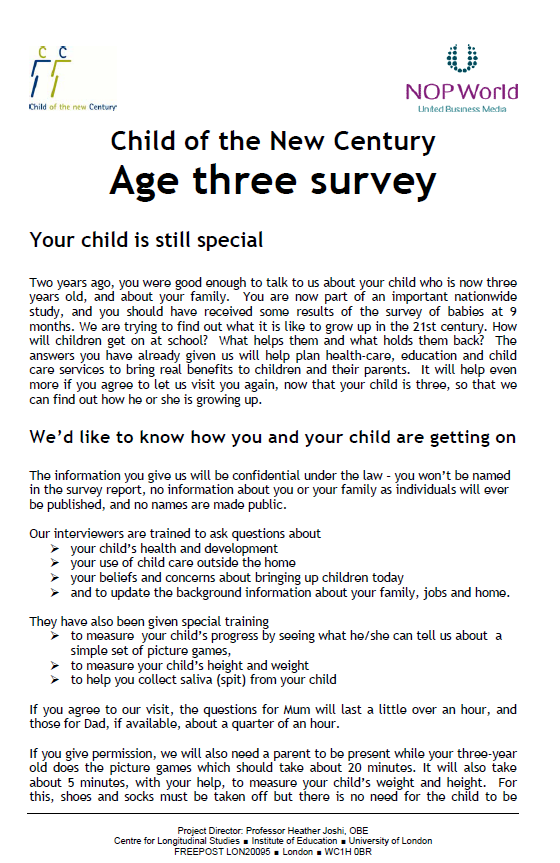 C C
Child of the new Century
NOPWorld
United Business Media
Child of the New Century
Age three survey
Your child is still special
Two years ago, you were good enough to talk to us about your child who is now three
years old, and about your family. You are now part of an important nationwide
study, and you should have received some results of the survey of babies at 9
months. We are trying to find out what it is like to grow up in the 21st century. How
will children get on at school? What helps them and what holds them back? The
answers you have already given us will help plan health-care, education and child
care services to bring real benefits to children and their parents. It will help even
more if you agree to let us visit you again, now that your child is three, so that we
can find out how he or she is growing up.
We'd like to know how you and your child are getting on
The information you give us will be confidential under the law - you won't be named
in the survey report, no information about you or your family as individuals will ever
be published, and no names are made public.
Our interviewers are trained to ask questions about
➢ your child's health and development
➢ your use of child care outside the home
➢ your beliefs and concerns about bringing up children today
➢ and to update the background information about your family, jobs and home.
They have also been given special training
➢ to measure your child's progress by seeing what he/she can tell us about a
simple set of picture games,
➢ to measure your child's height and weight
➢ to help you collect saliva (spit) from your child
If you agree to our visit, the questions for Mum will last a little over an hour, and
those for Dad, if available, about a quarter of an hour.
If you give permission, we will also need a parent to be present while your three-year
old does the picture games which should take about 20 minutes. It will also take
about 5 minutes, with your help, to measure your child's weight and height. For
this, shoes and socks must be taken off but there is no need for the child to be
Project Director: Professor Heather Joshi, OBE
Centre for Longitudinal Studies ■ Institute of Education ■ University of London
FREEPOST LON20095 ■ London ■ WC1H 0BR